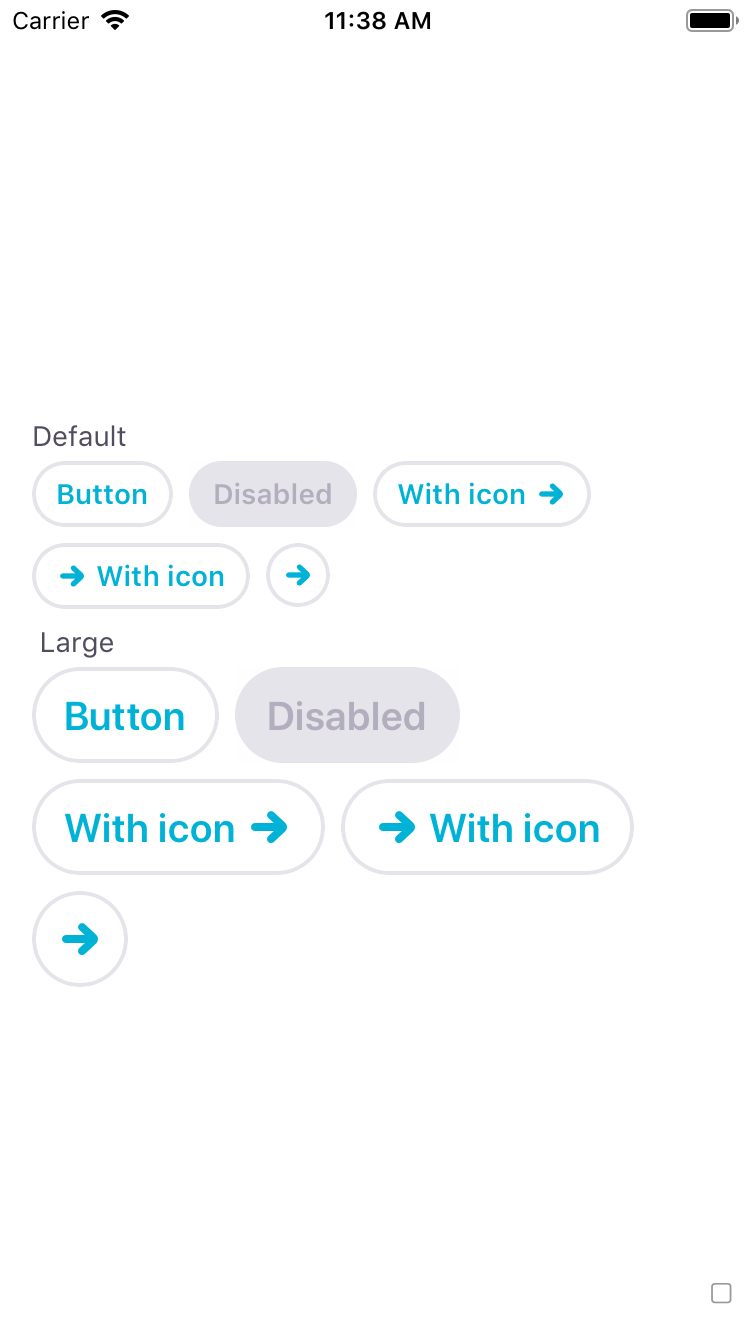 Carrier 11:38 AM
Default
Button Disabled With icon
With icon
Large
Button Disabled
With icon With icon